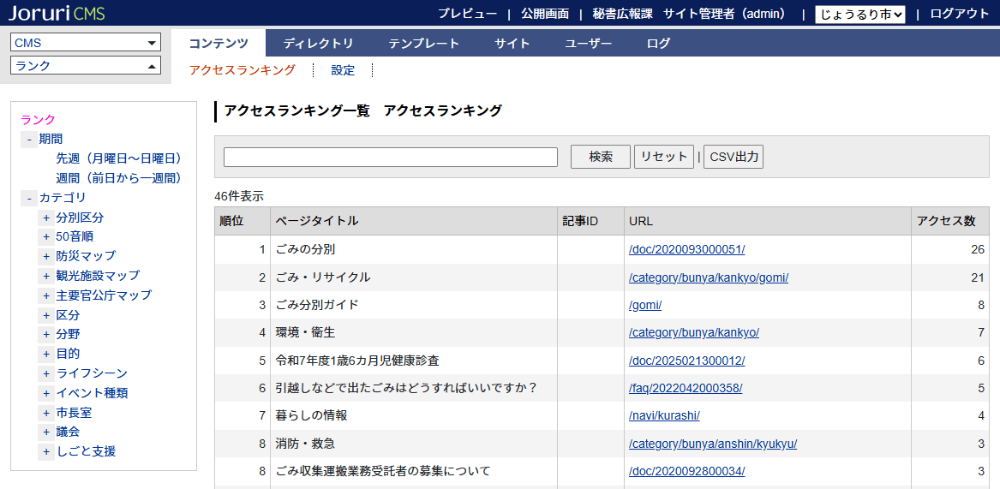 Joruri CMS
プレビュー | 公開画面 | 秘書広報課 サイト管理者（admin） | じょうるり市 | ログアウト
CMS
ランク
コンテンツ ディレクトリ テンプレート サイト ユーザー ログ
アクセスランキング 設定
ランク
- 期間
先週（月曜日～日曜日）
週間（前日から一週間）
- カテゴリ
+ 分別区分
+ 50音順
+ 防災マップ
+ 観光施設マップ
+ 主要官公庁マップ
+ 区分
+ 分野
+ 目的
+ ライフシーン
+ イベント種類
+ 市長室
+ 議会
+ しごと支援
アクセスランキング一覧 アクセスランキング
検索 リセット | CSV出力
46件表示
順位 ページタイトル 記事ID URL アクセス数
1 ごみの分別 /doc/2020093000051/ 26
2 ごみ・リサイクル /category/bunya/kankyo/gomi/ 21
3 ごみ分別ガイド /gomi/ 8
4 環境・衛生 /category/bunya/kankyo/ 7
5 令和7年度1歳6カ月児健康診査 /doc/2025021300012/ 6
6 引越しなどで出たごみはどうすればいいですか？ /faq/2022042000358/ 5
7 暮らしの情報 /navi/kurashi/ 4
8 消防・救急 /category/bunya/anshin/kyukyu/ 3
8 ごみ収集運搬業務受託者の募集について /doc/2020092800034/ 3